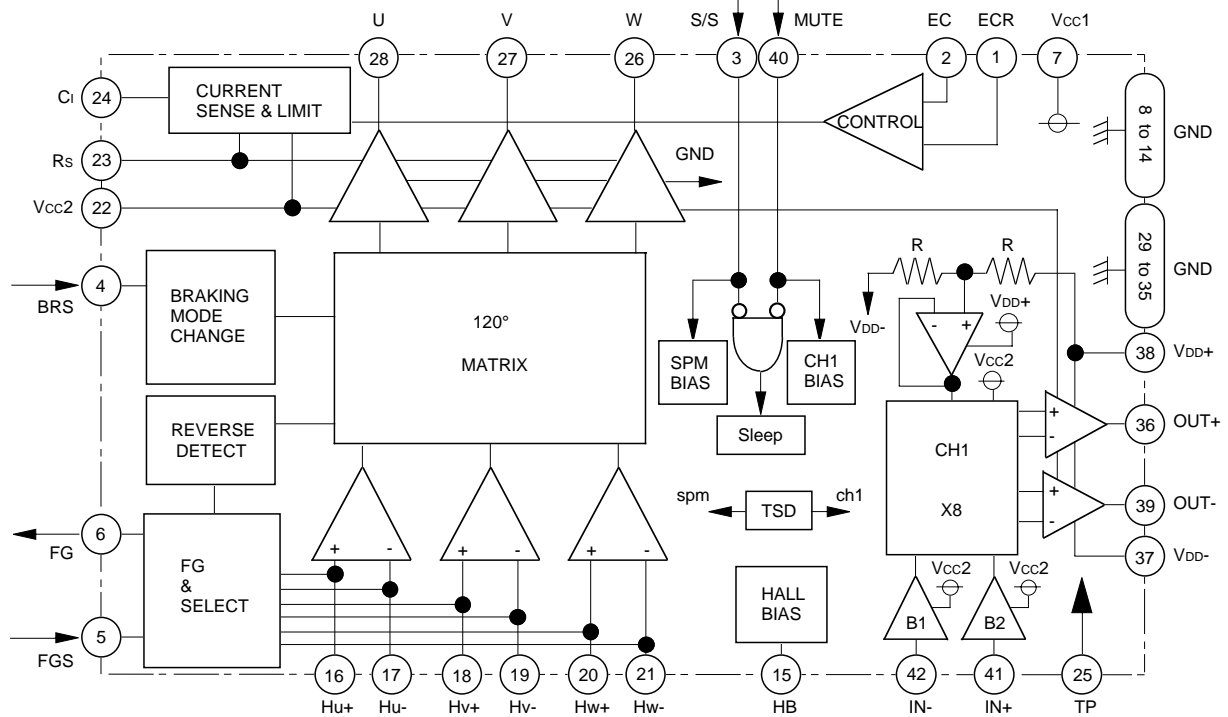 U V W S/S MUTE EC ECR Vcc1
28 27 26 3 40 2 1 7
CI 24
CURRENT
SENSE & LIMIT
CONTROL
8 to 14
GND
Rs 23
GND
Vcc2 22
29 to 35
GND
R R
4
BRS
BRAKING
MODE
CHANGE
120°
MATRIX
VDD-
- +
VDD+
SPM
BIAS
CH1
BIAS
Vcc2
38 VDD+
REVERSE
DETECT
Sleep
CH1
X8
+
-
36 OUT+
spm TSD ch1
+
-
39 OUT-
6
FG
FG
&
SELECT
+ - + - + -
37 VDD-
HALL
BIAS
Vcc2 Vcc2
B1 B2
5
FGS
16 17 18 19 20 21 15 42 41 25
Hu+ Hu- Hv+ Hv- Hw+ Hw- HB IN- IN+ TP